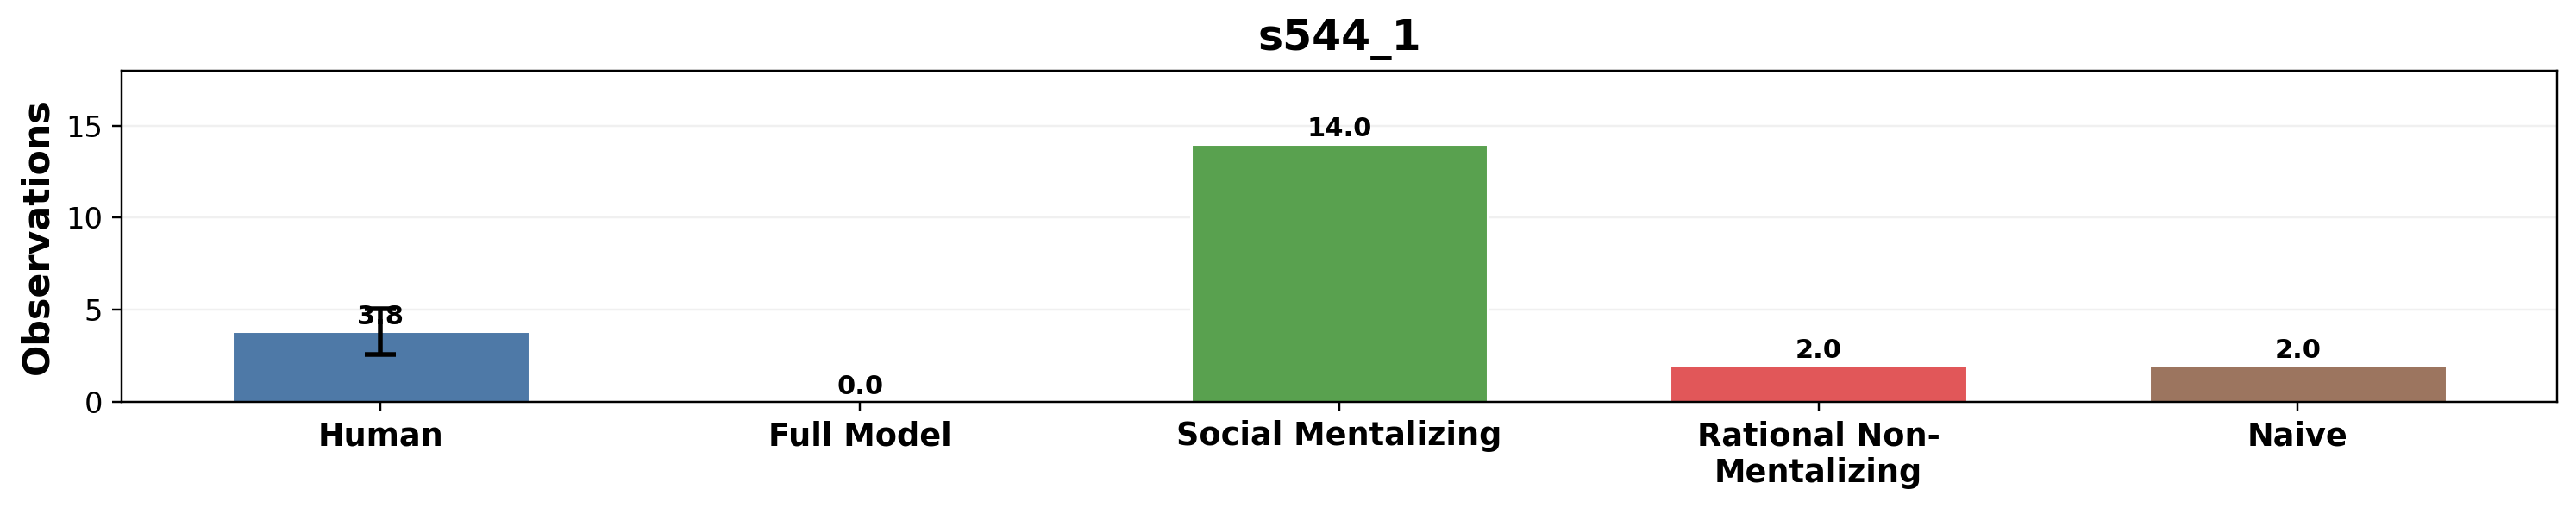 s544_1
Observations
15
10
5
0
3.8
0.0
14.0
2.0
2.0
Human
Full Model
Social Mentalizing
Rational Non-
Mentalizing
Naive